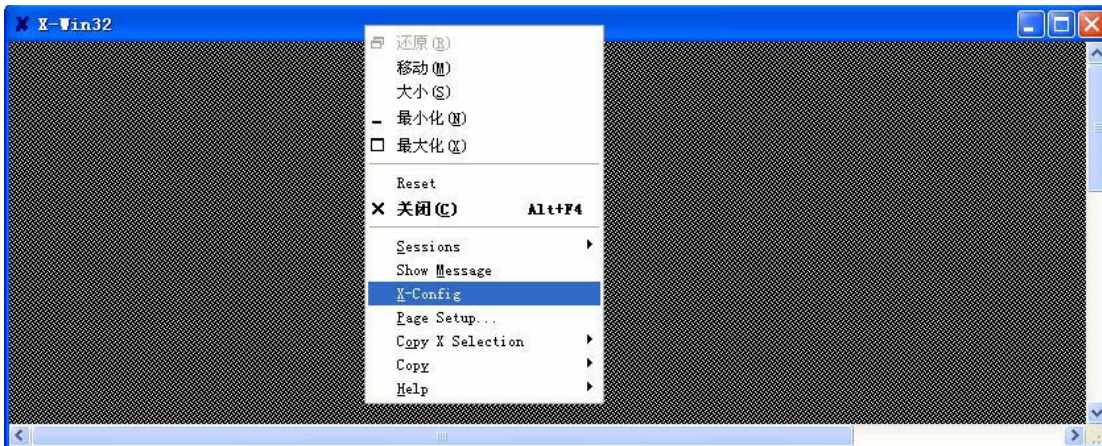 X-Win32
还原(R)
移动(M)
大小(S)
最小化(N)
最大化(X)
Reset
关闭(C) Alt+F4
Sessions
Show Message
X-Config
Page Setup...
Copy X Selection
Copy
Help